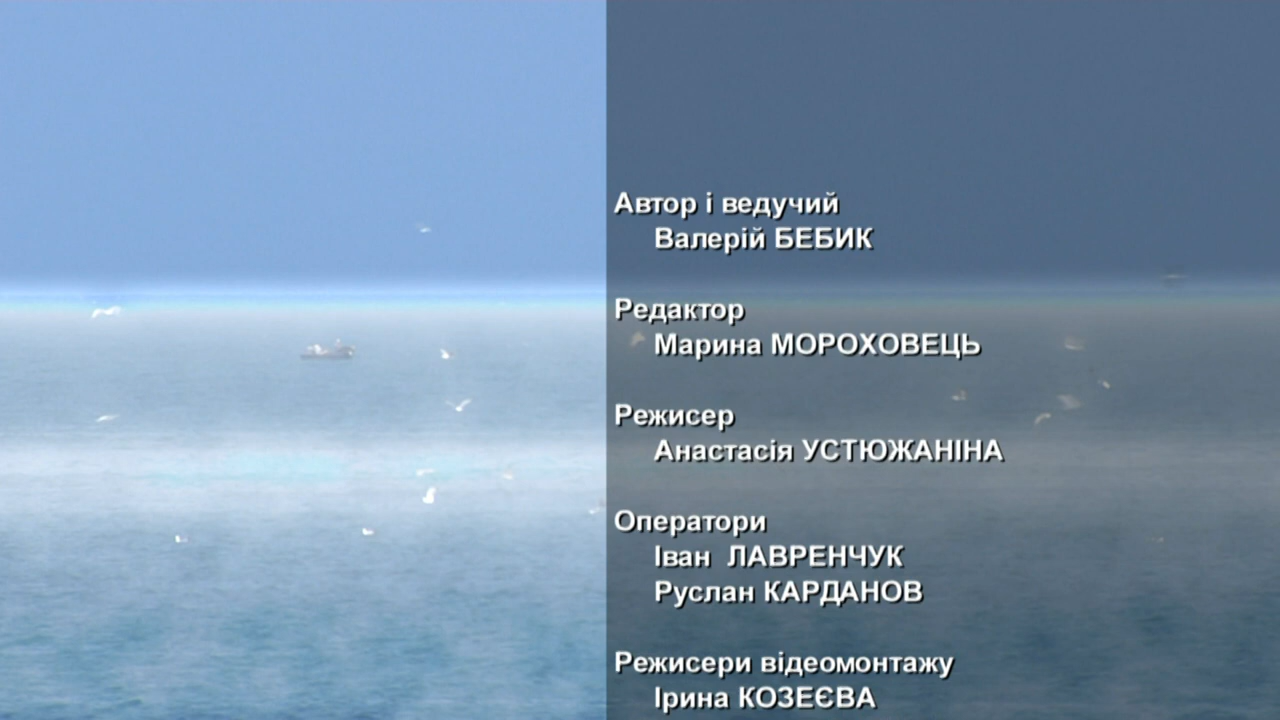 Автор і ведучий
Валерій БЕБИК
Редактор
Марина МОРОХОВЕЦЬ
Режисер
Анастасія УСТЮЖАНІНА
Оператори
Іван ЛАВРЕНЧУК
Руслан КАРДАНОВ
Режисери відеомонтажу
Ірина КОЗЕЄВА